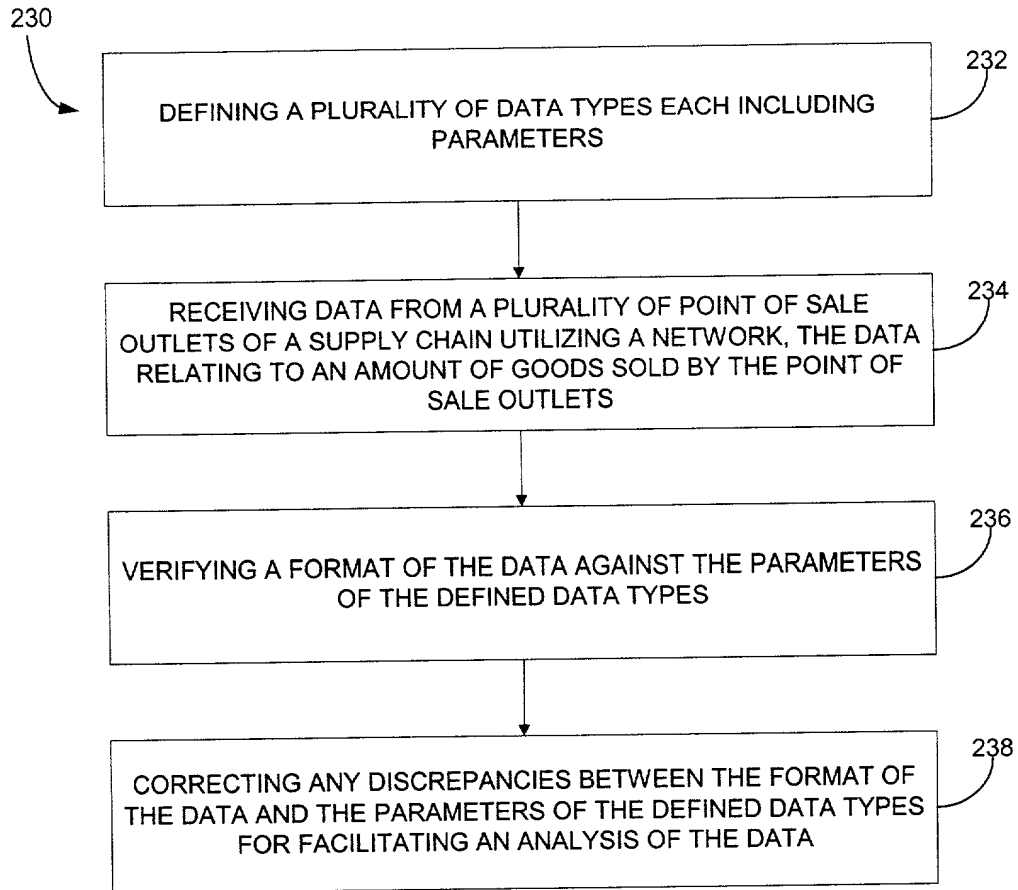 230
232
DEFINING A PLURALITY OF DATA TYPES EACH INCLUDING
PARAMETERS
234
RECEIVING DATA FROM A PLURALITY OF POINT OF SALE
OUTLETS OF A SUPPLY CHAIN UTILIZING A NETWORK, THE DATA
RELATING TO AN AMOUNT OF GOODS SOLD BY THE POINT OF
SALE OUTLETS
236
VERIFYING A FORMAT OF THE DATA AGAINST THE PARAMETERS
OF THE DEFINED DATA TYPES
238
CORRECTING ANY DISCREPANCIES BETWEEN THE FORMAT OF
THE DATA AND THE PARAMETERS OF THE DEFINED DATA TYPES
FOR FACILITATING AN ANALYSIS OF THE DATA